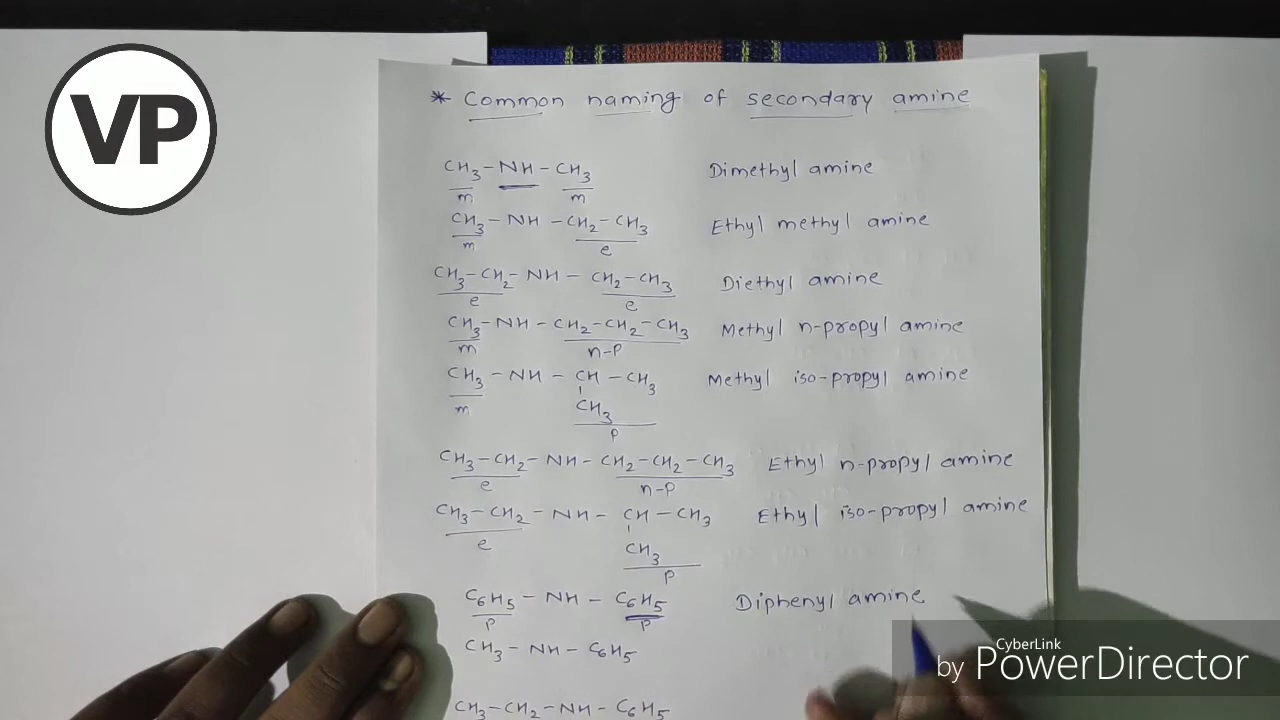 VP
* Common naming of secondary amine
CH3-NH-CH3 Dimethyl amine
m m
CH3-NH-CH2-CH3 Ethyl methyl amine
m e
CH3-CH2-NH-CH2-CH3 Diethyl amine
e e
CH3-NH-CH2-CH2-CH3 Methyl n-propyl amine
m n-p
CH3-NH-CH-CH3 Methyl iso-propyl amine
m CH3
p
CH3-CH2-NH-CH2-CH2-CH3 Ethyl n-propyl amine
e n-p
CH3-CH2-NH-CH-CH3 Ethyl iso-propyl amine
e CH3
p
C6H5-NH-C6H5 Diphenyl amine
p p
CH3-NH-C6H5
CH3-CH2-NH-C6H5
CyberLink
by PowerDirector